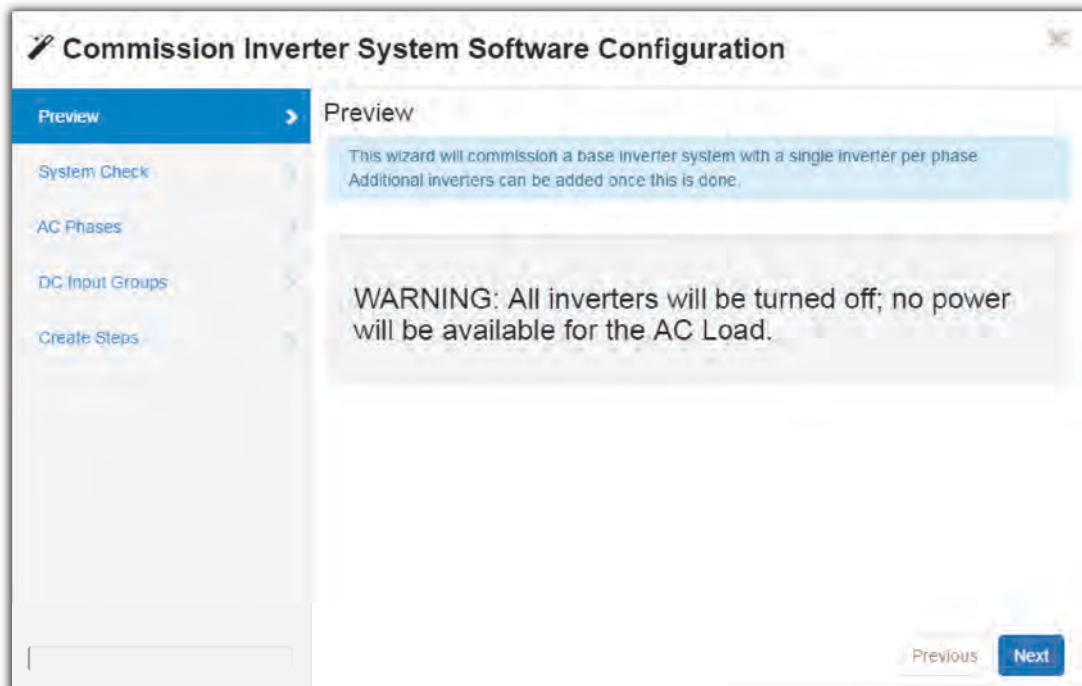 Commission Inverter System Software Configuration
Preview
System Check
AC Phases
DC Input Groups
Create Steps
Preview
This wizard will commission a base inverter system with a single inverter per phase
Additional inverters can be added once this is done.
WARNING: All inverters will be turned off; no power
will be available for the AC Load.
Previous
Next